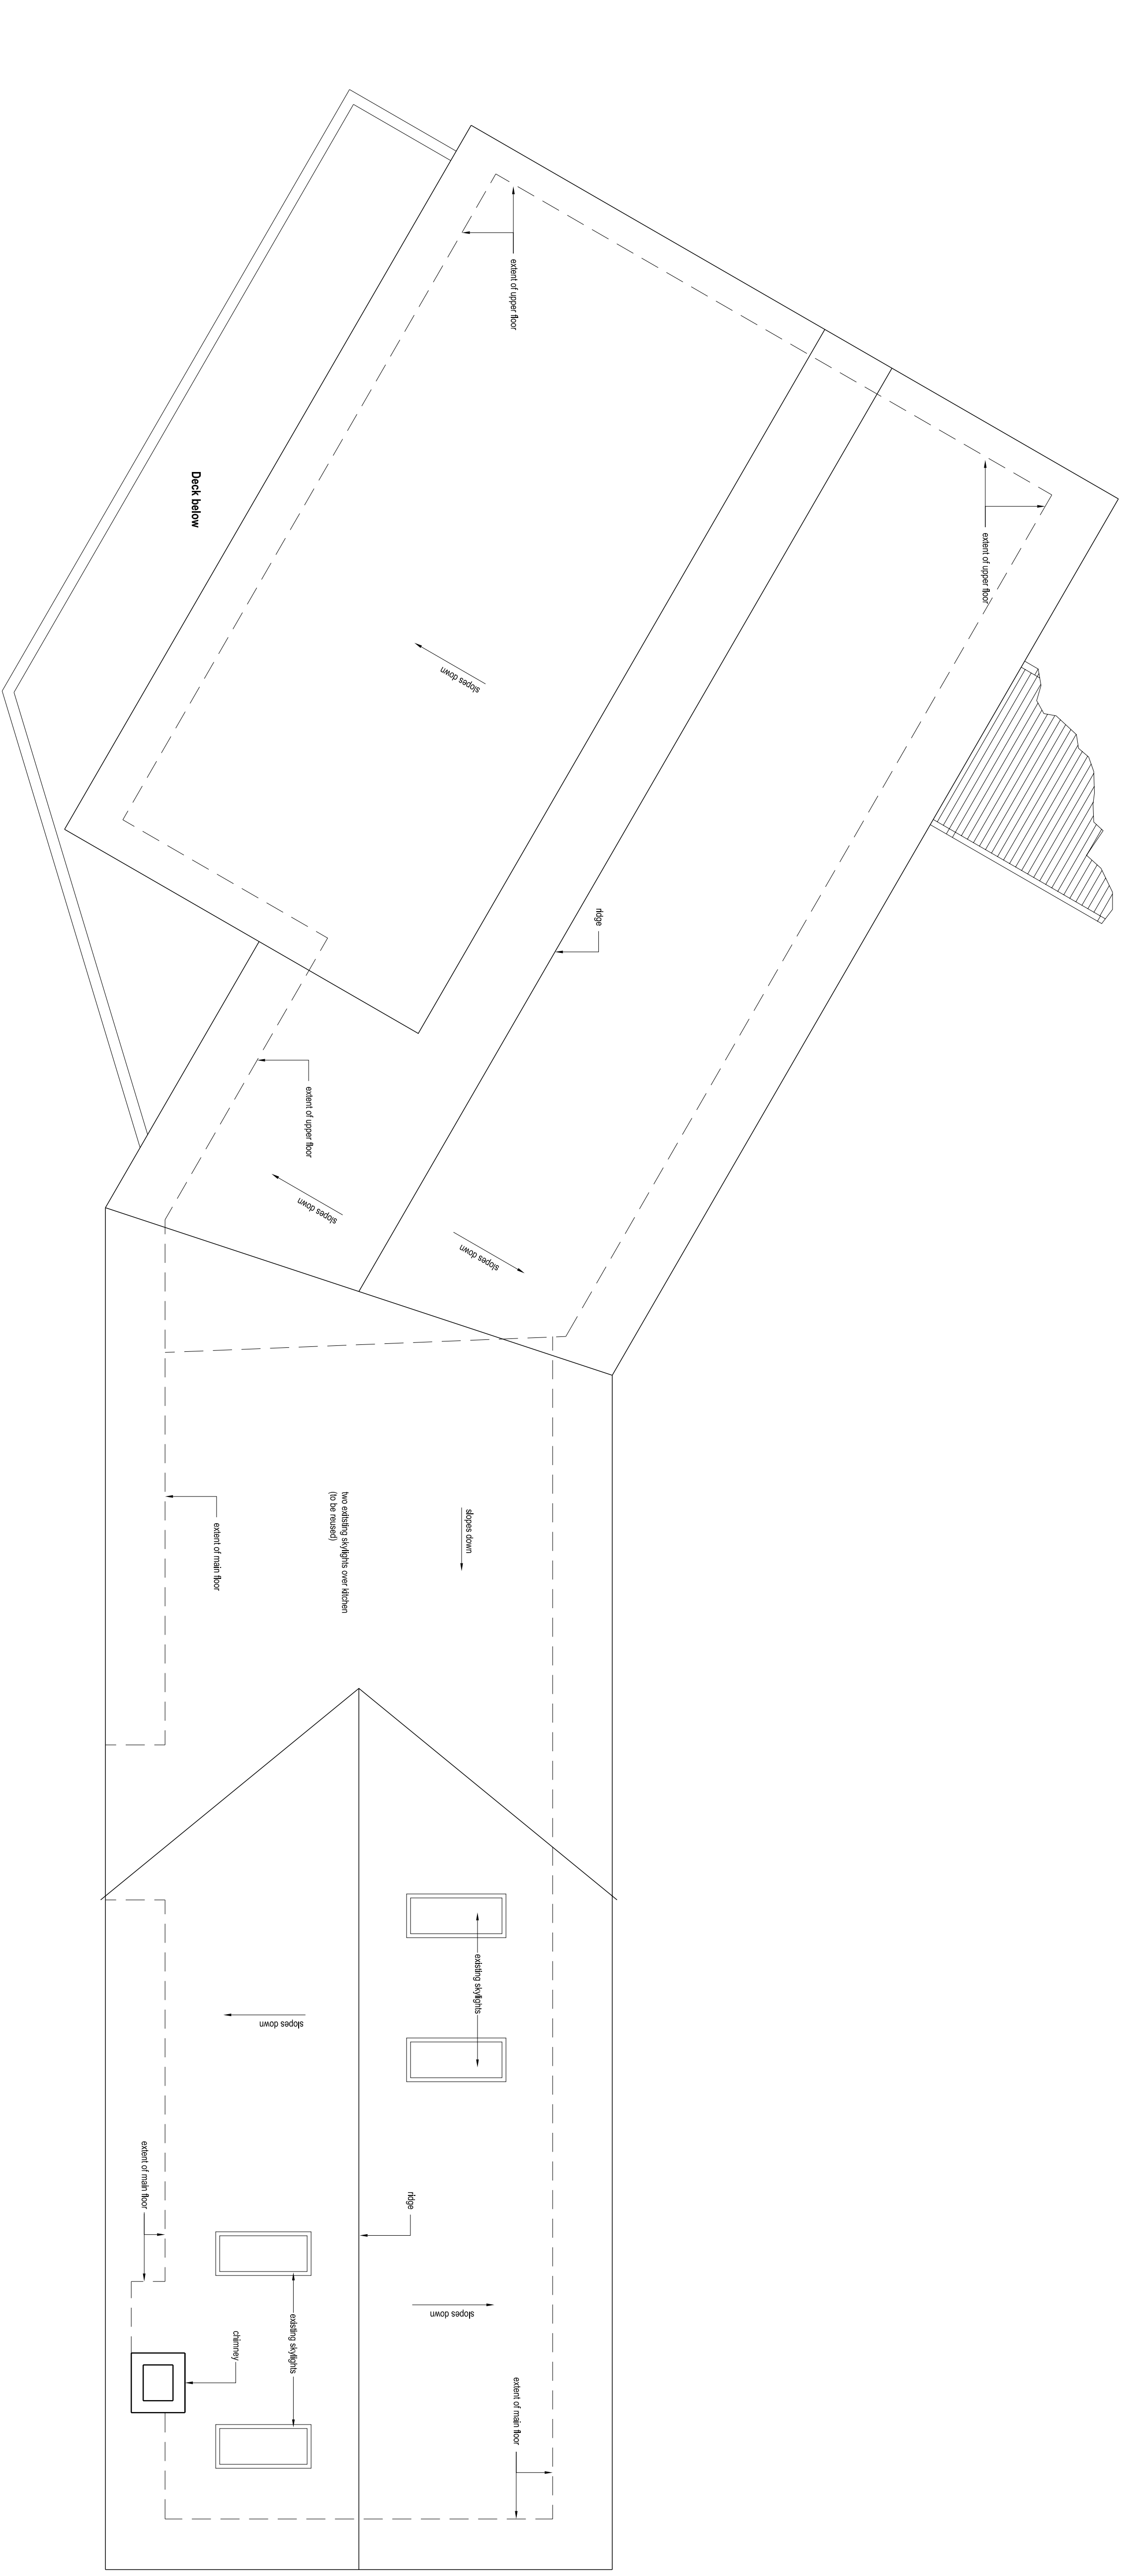 extent of upper floor
extent of upper floor
Deck below
slopes down
ridge
extent of upper floor
slopes down
slopes down
two exitsting skylights over kitchen
(to be reused)
slopes down
extent of main floor
existing skylights
slopes down
extent of main floor
ridge
existing skylights
slopes down
chimney
extent of main floor